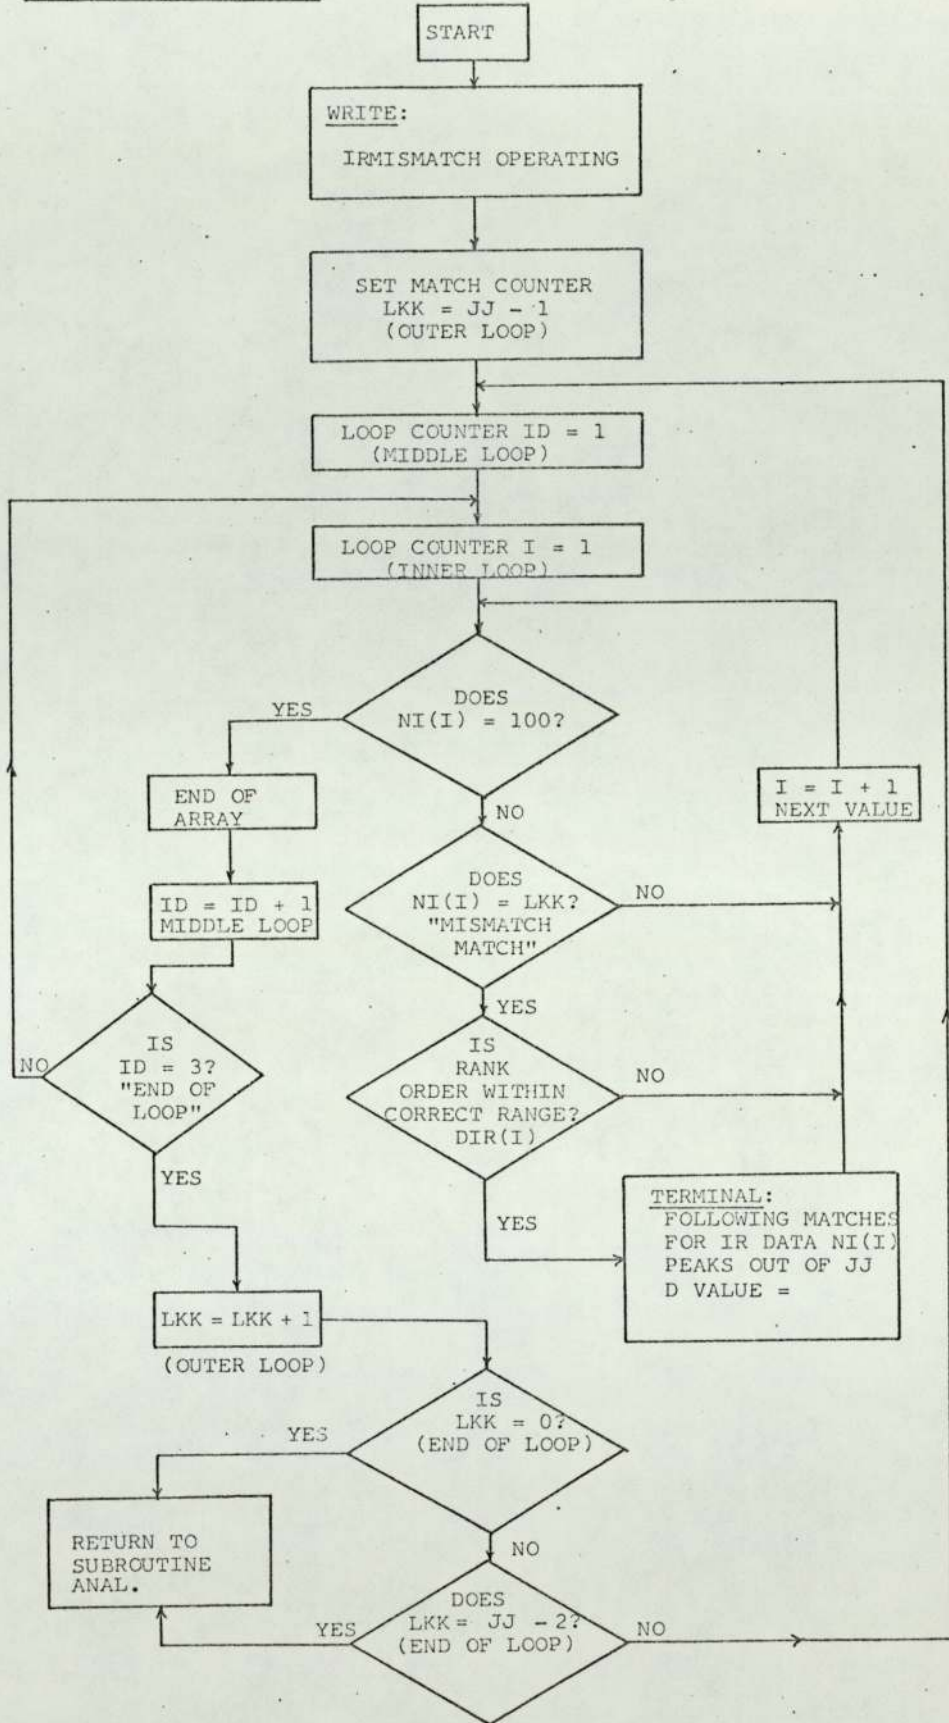 START
WRITE:
IRMISMATCH OPERATING
SET MATCH COUNTER
LKK = JJ - 1
(OUTER LOOP)
LOOP COUNTER ID = 1
(MIDDLE LOOP)
LOOP COUNTER I = 1
(INNER LOOP)
DOES
NI(I) = 100?
YES
NO
END OF
ARRAY
I = I + 1
NEXT VALUE
DOES
NI(I) = LKK?
"MISMATCH
MATCH"
NO
YES
ID = ID + 1
MIDDLE LOOP
IS
ID = 3?
"END OF
LOOP"
NO
YES
IS
RANK
ORDER WITHIN
CORRECT RANGE?
DIR(I)
NO
YES
TERMINAL:
FOLLOWING MATCHES
FOR IR DATA NI(I)
PEAKS OUT OF JJ
D VALUE =
LKK = LKK + 1
(OUTER LOOP)
IS
LKK = 0?
(END OF LOOP)
YES
NO
RETURN TO
SUBROUTINE
ANAL.
DOES
LKK = JJ - 2?
(END OF LOOP)
YES
NO